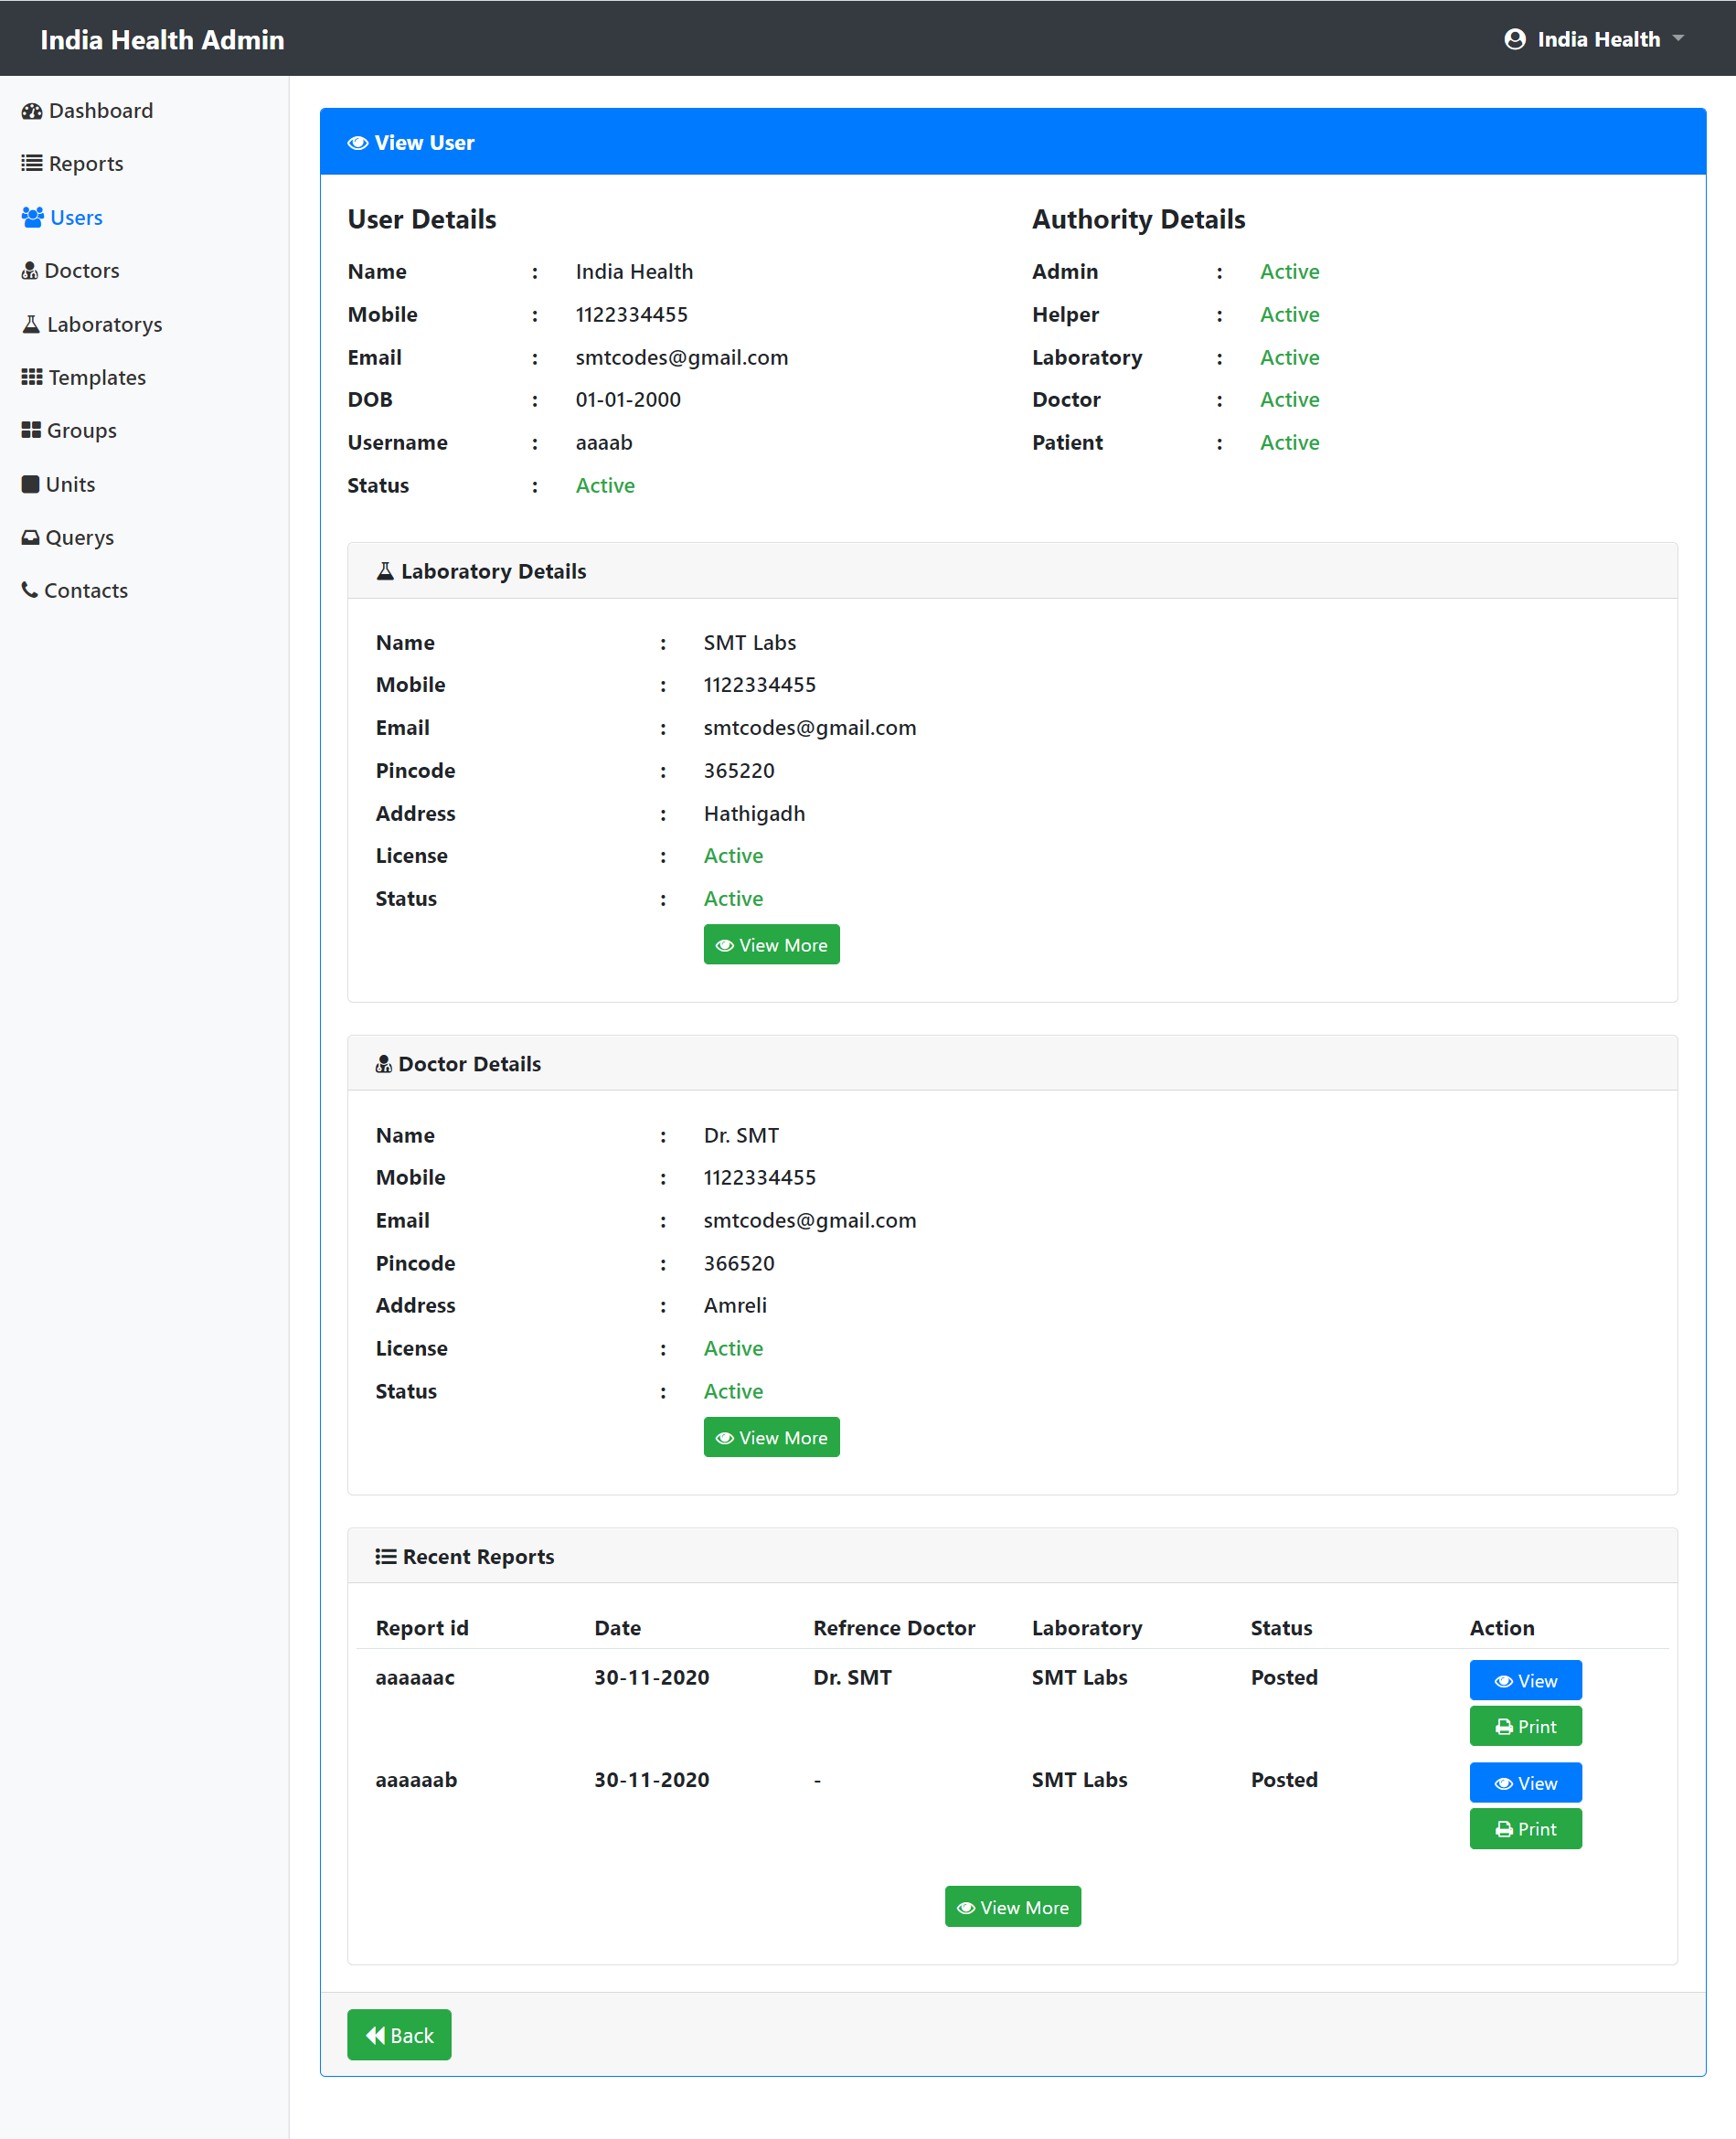 India Health Admin
India Health
Dashboard
Reports
Users
Doctors
Laboratorys
Templates
Groups
Units
Querys
Contacts
View User
User Details
Name : India Health
Mobile : 1122334455
Email : smtcodes@gmail.com
DOB : 01-01-2000
Username : aaaab
Status : Active
Authority Details
Admin : Active
Helper : Active
Laboratory : Active
Doctor : Active
Patient : Active
Laboratory Details
Name : SMT Labs
Mobile : 1122334455
Email : smtcodes@gmail.com
Pincode : 365220
Address : Hathigadh
License : Active
Status : Active
View More
Doctor Details
Name : Dr. SMT
Mobile : 1122334455
Email : smtcodes@gmail.com
Pincode : 366520
Address : Amreli
License : Active
Status : Active
View More
Recent Reports
Report id Date Refrence Doctor Laboratory Status Action
aaaaaac 30-11-2020 Dr. SMT SMT Labs Posted View
Print
aaaaaab 30-11-2020 - SMT Labs Posted View
Print
View More
Back